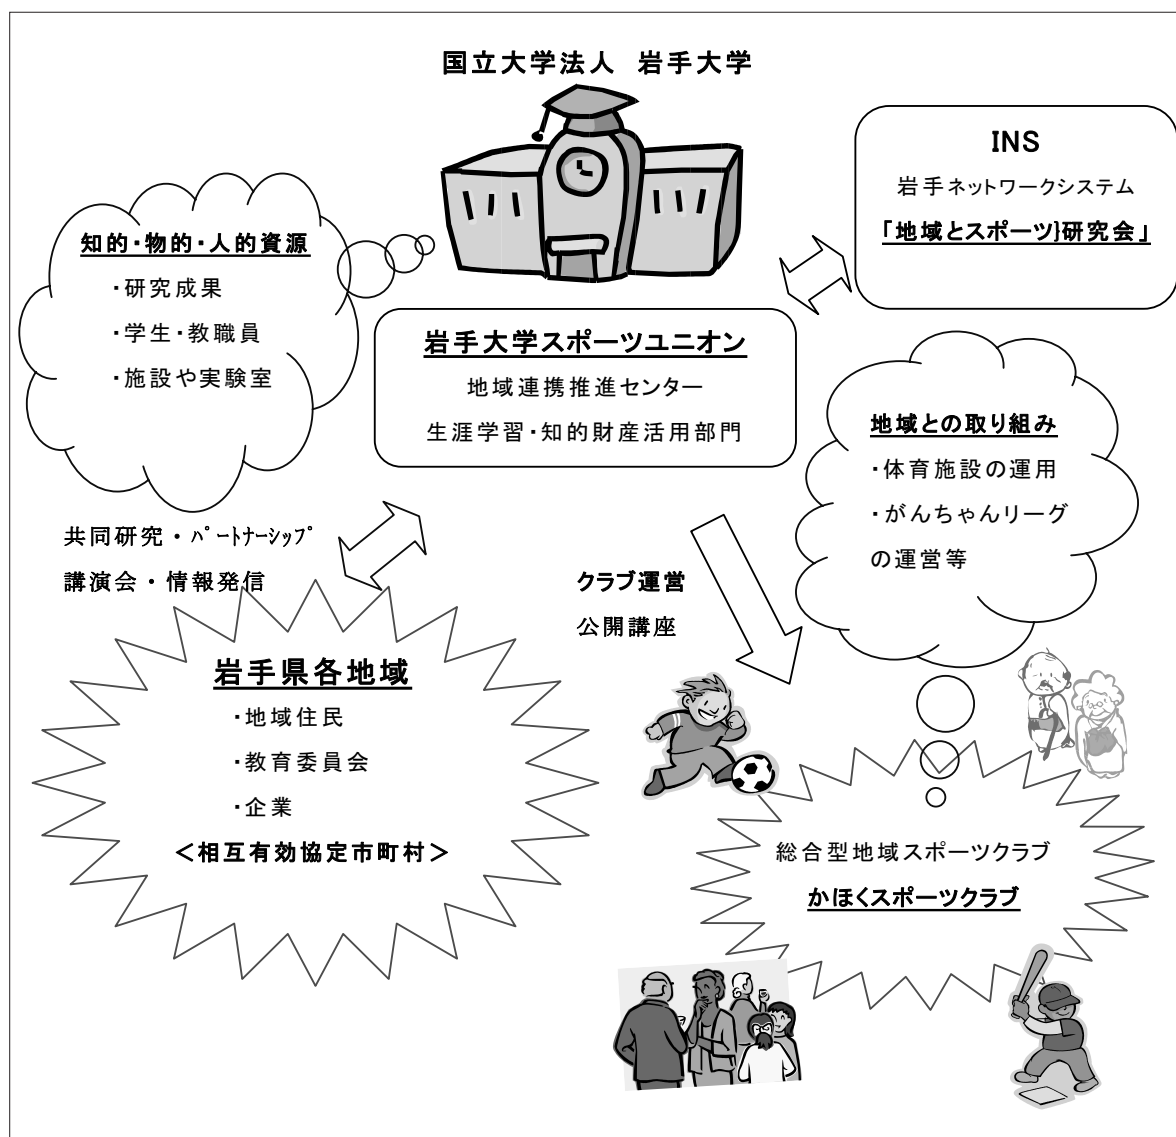 国立大学法人 岩手大学
INS
岩手ネットワークシステム
「地域とスポーツ}研究会」
知的・物的・人的資源
・研究成果
・学生・教職員
・施設や実験室
岩手大学スポーツユニオン
地域連携推進センター
生涯学習・知的財産活用部門
地域との取り組み
・体育施設の運用
・がんちゃんリーグ
の運営等
共同研究・ﾊﾟｰﾄﾅｰｼｯﾌﾟ
講演会・情報発信
クラブ運営
公開講座
岩手県各地域
・地域住民
・教育委員会
・企業
＜相互有効協定市町村＞
総合型地域スポーツクラブ
かほくスポーツクラブ